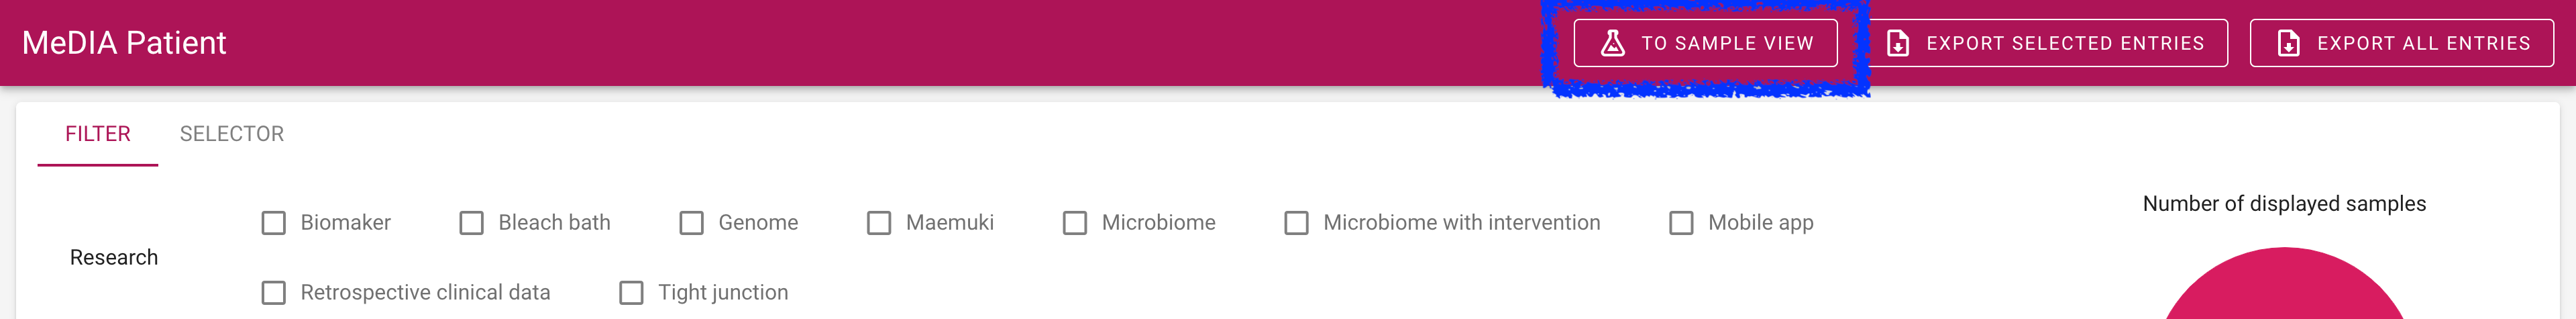 MeDIA Patient
TO SAMPLE VIEW
EXPORT SELECTED ENTRIES
EXPORT ALL ENTRIES
FILTER
SELECTOR
Number of displayed samples
Research
Biomaker
Bleach bath
Genome
Maemuki
Microbiome
Microbiome with intervention
Mobile app
Retrospective clinical data
Tight junction